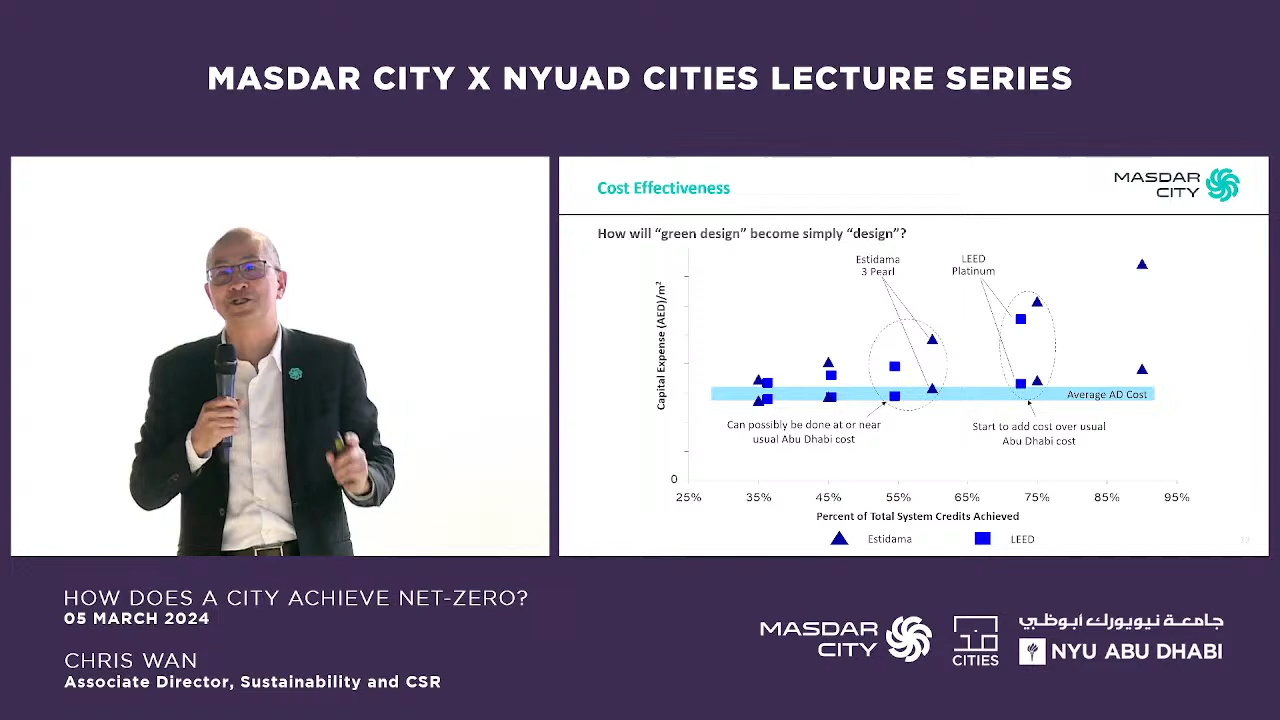 MASDAR CITY X NYUAD CITIES LECTURE SERIES
Cost Effectiveness
MASDAR
CITY
How will “green design” become simply “design”?
Estidama
3 Pearl
LEED
Platinum
Capital Expense (AED)/m²
Average AD Cost
Can possibly be done at or near
usual Abu Dhabi cost
Start to add cost over usual
Abu Dhabi cost
0
25% 35% 45% 55% 65% 75% 85% 95%
Percent of Total System Credits Achieved
Estidama LEED
HOW DOES A CITY ACHIEVE NET-ZERO?
05 MARCH 2024
CHRIS WAN
Associate Director, Sustainability and CSR
MASDAR
CITY
CITIES
جامعة نيويورك أبوظبي
NYU ABU DHABI